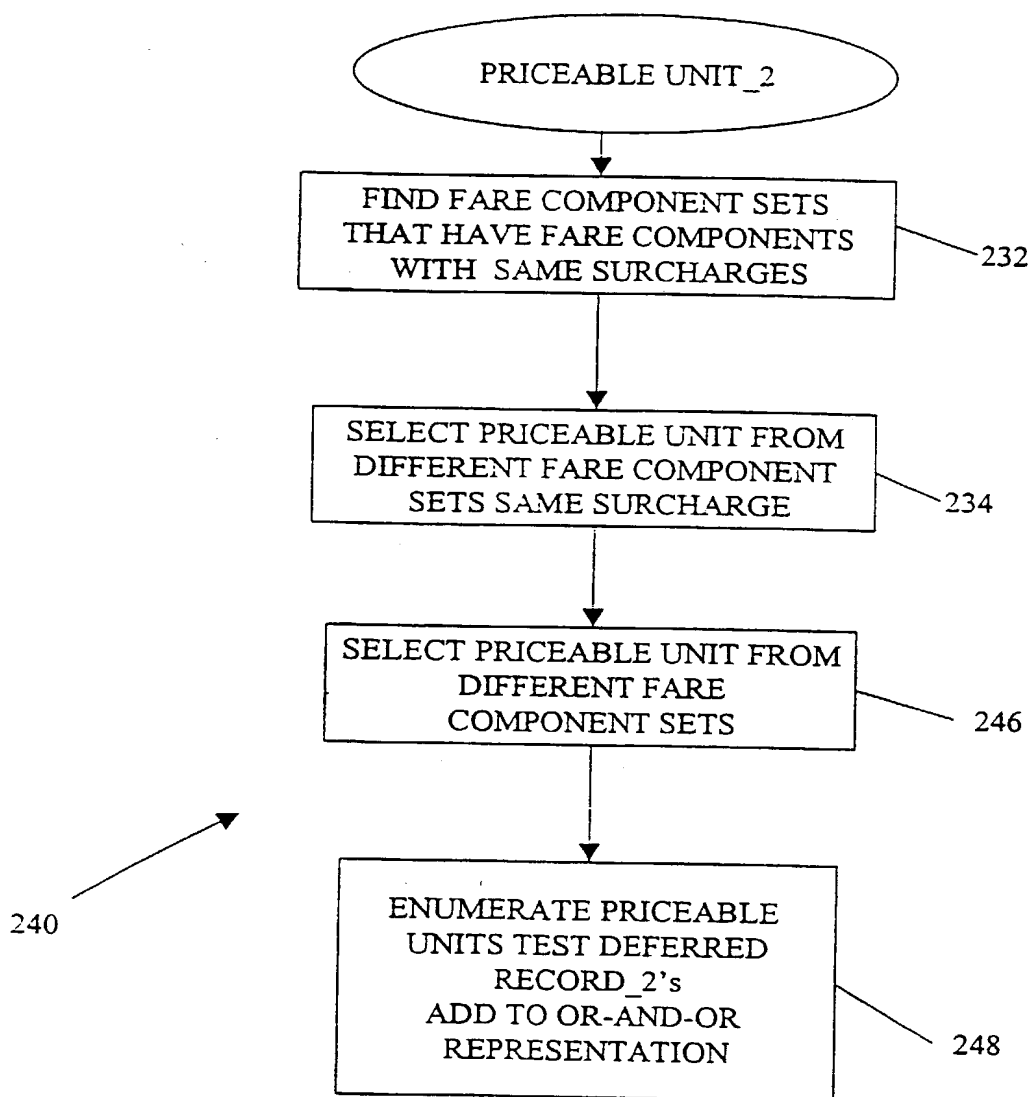 PRICEABLE UNIT_2
FIND FARE COMPONENT SETS
THAT HAVE FARE COMPONENTS
WITH SAME SURCHARGES
232
SELECT PRICEABLE UNIT FROM
DIFFERENT FARE COMPONENT
SETS SAME SURCHARGE
234
SELECT PRICEABLE UNIT FROM
DIFFERENT FARE
COMPONENT SETS
246
240
ENUMERATE PRICEABLE
UNITS TEST DEFERRED
RECORD_2's
ADD TO OR-AND-OR
REPRESENTATION
248